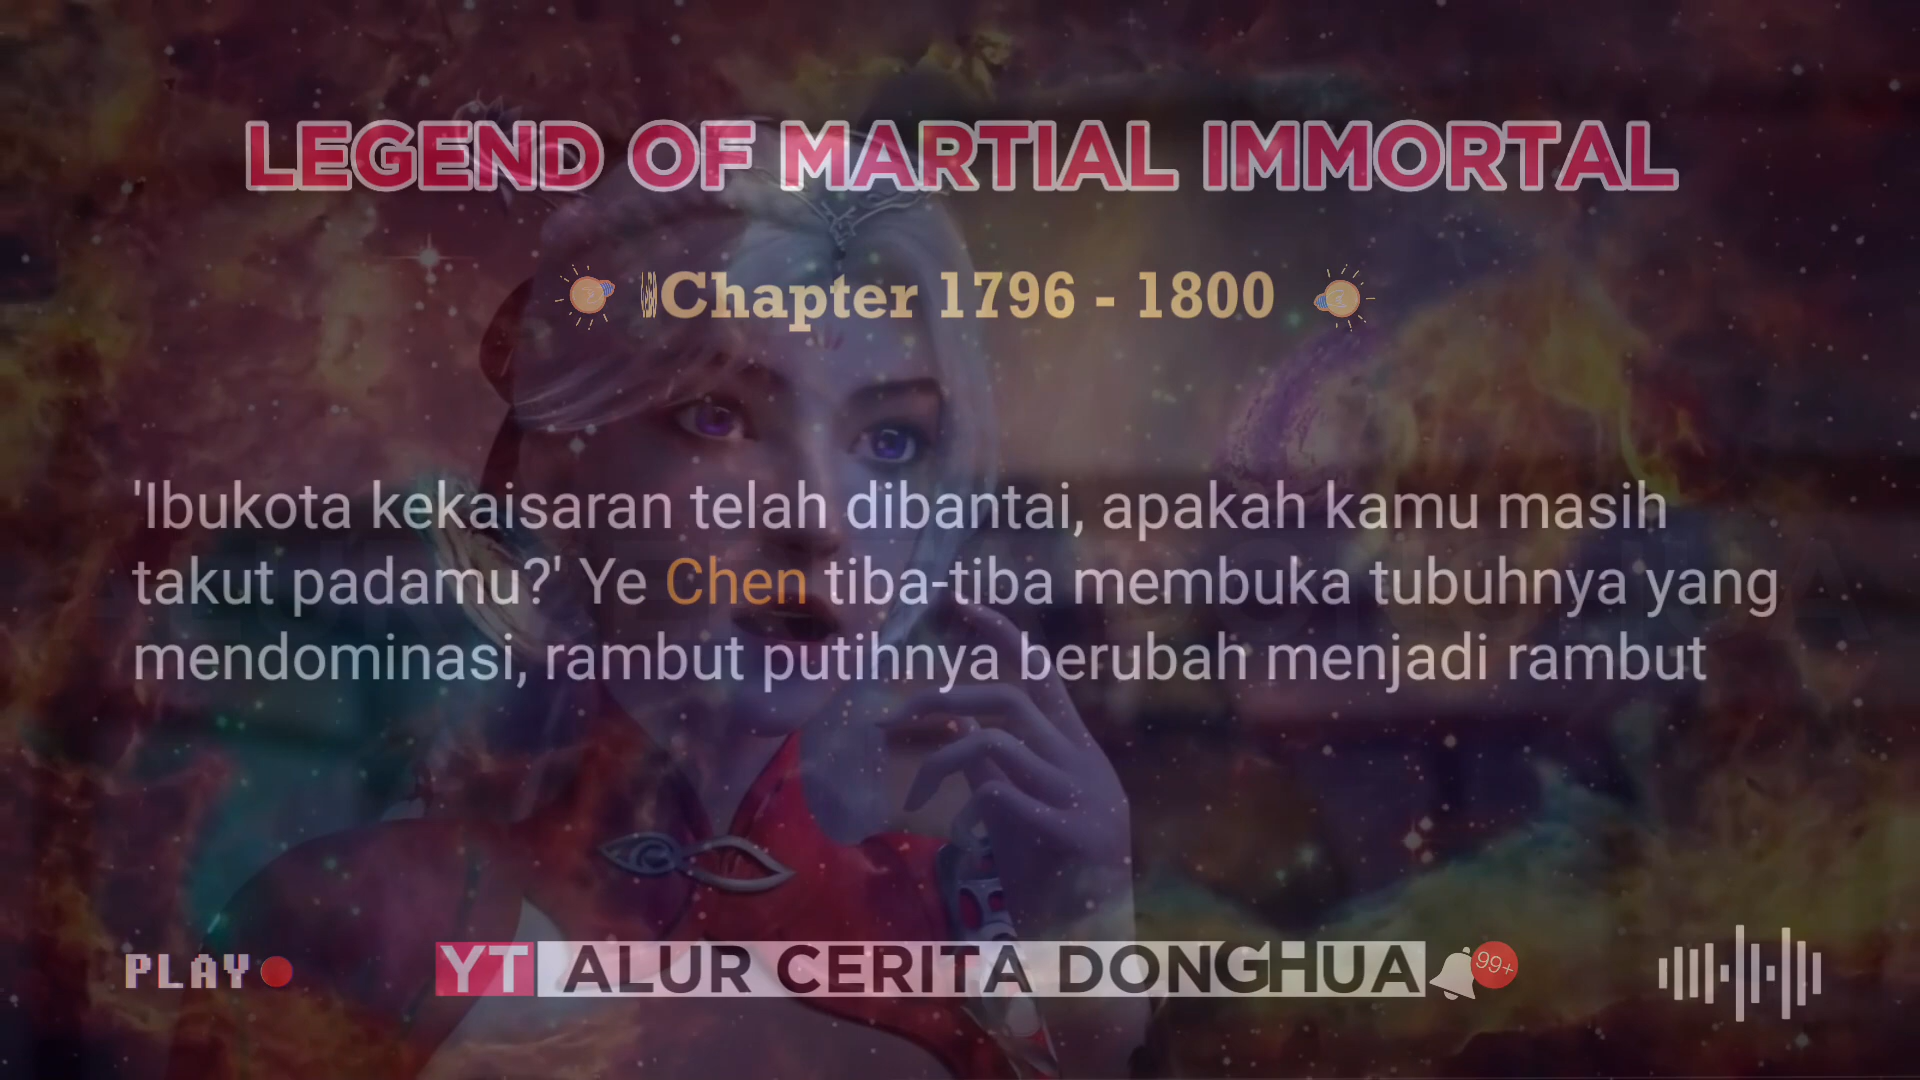 LEGEND OF MARTIAL IMMORTAL
Chapter 1796 - 1800
'Ibukota kekaisaran telah dibantai, apakah kamu masih
takut padamu?' Ye Chen tiba-tiba membuka tubuhnya yang
mendominasi, rambut putihnya berubah menjadi rambut
PLAY
YT ALUR CERITA DONGHUA
99+